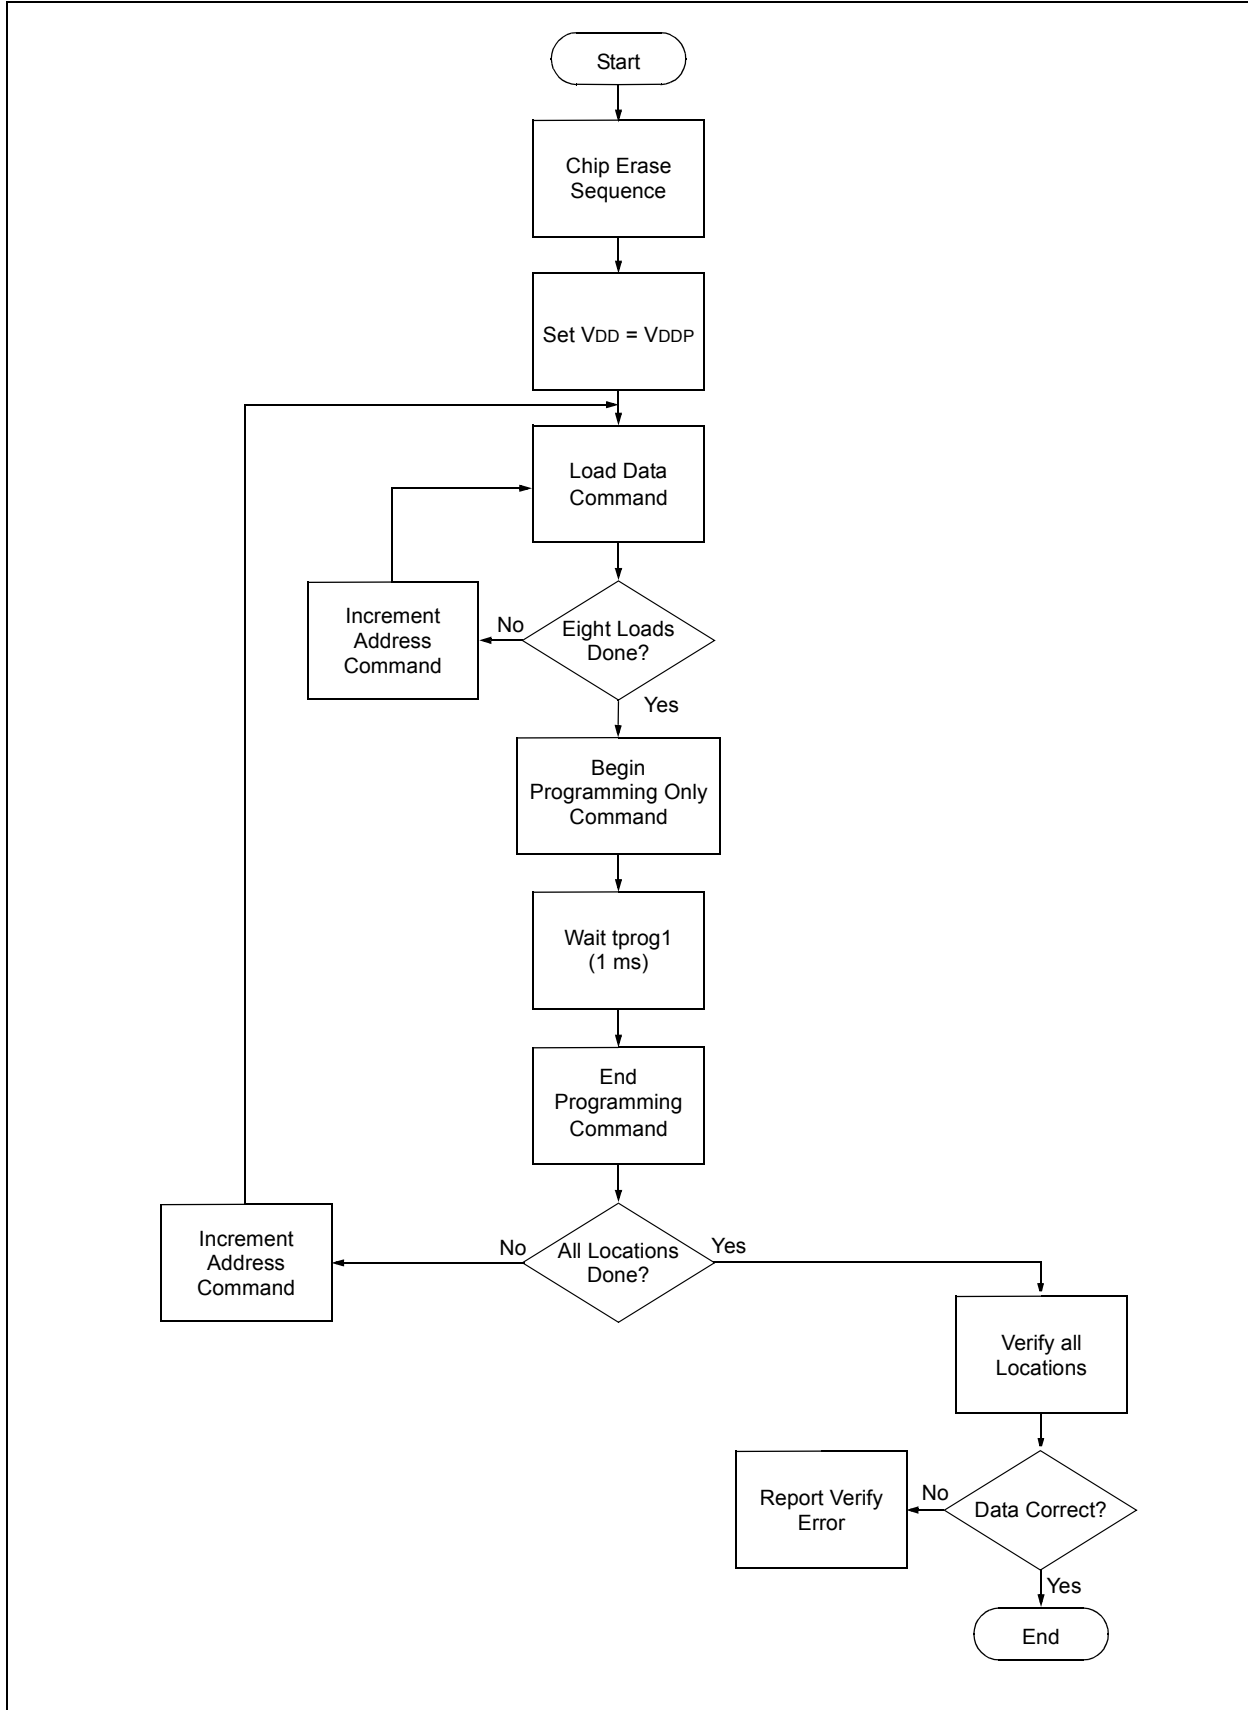 Start
Chip Erase
Sequence
Set VDD = VDDP
Load Data
Command
Increment
Address
Command
No
Eight Loads
Done?
Yes
Begin
Programming Only
Command
Wait tprog1
(1 ms)
End
Programming
Command
Increment
Address
Command
No
All Locations
Done?
Yes
Verify all
Locations
Report Verify
Error
No
Data Correct?
Yes
End